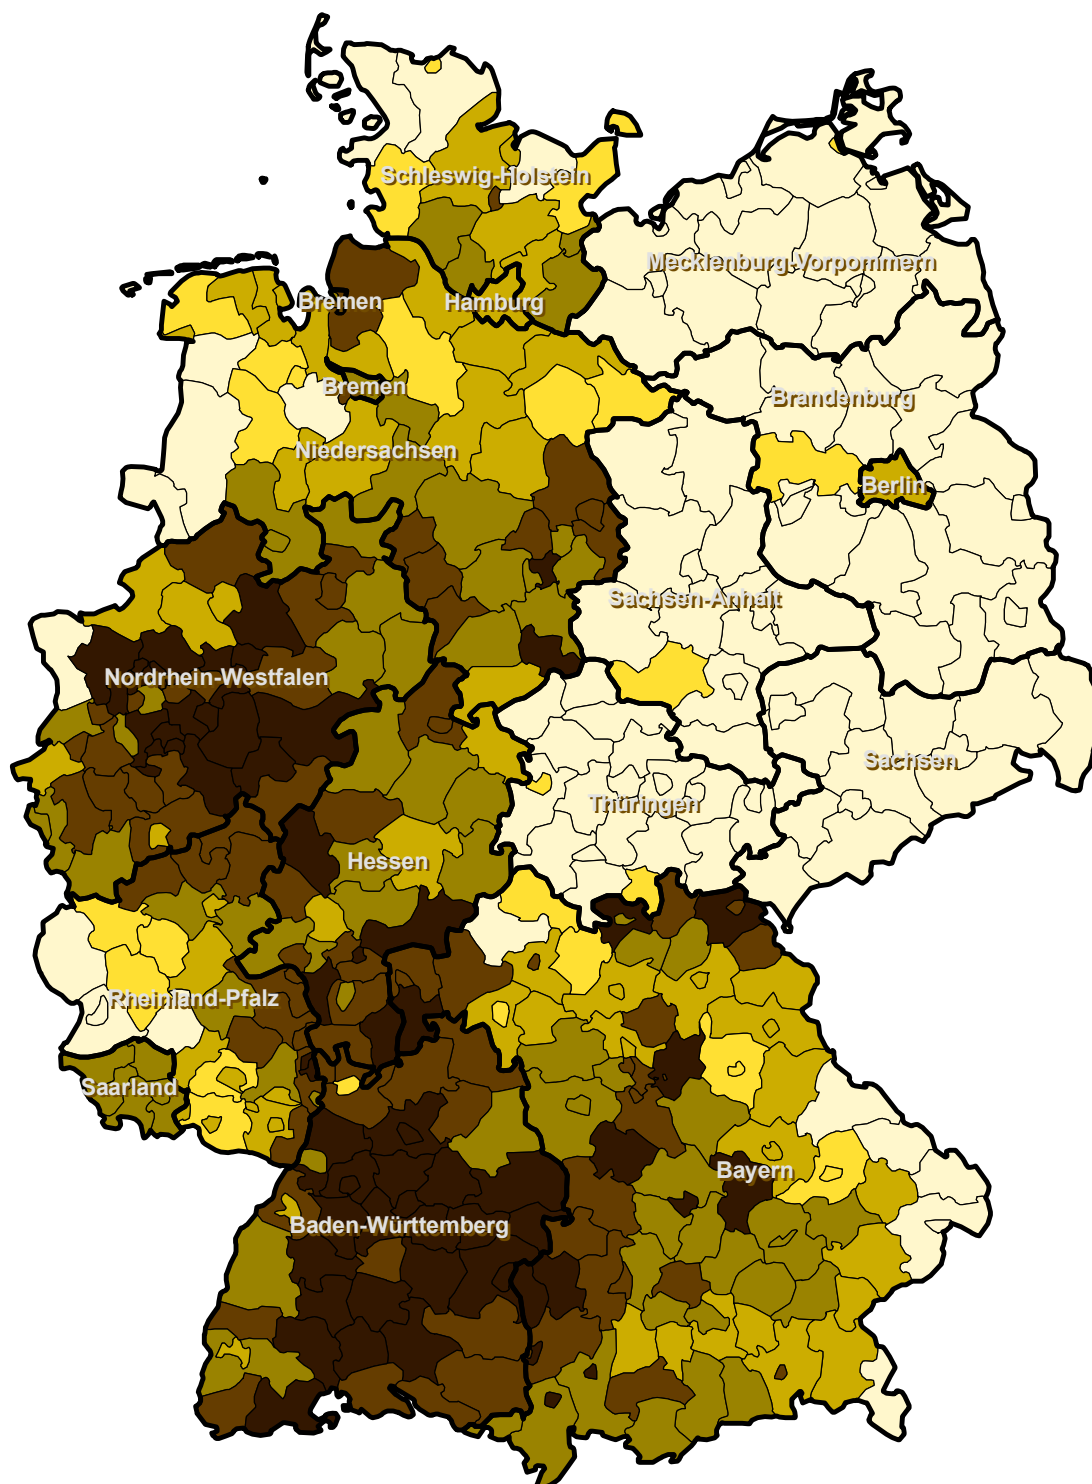 Schleswig-Holstein
Mecklenburg-Vorpommern
Bremen
Hamburg
Bremen
Brandenburg
Niedersachsen
Berlin
Sachsen-Anhalt
Nordrhein-Westfalen
Sachsen
Thüringen
Hessen
Rheinland-Pfalz
Saarland
Bayern
Baden-Württemberg